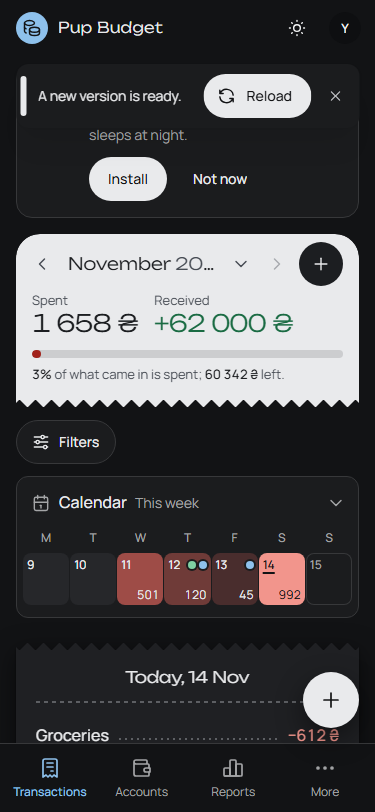 Pup Budget
Y
A new version is ready.
Reload
sleeps at night.
Install
Not now
November 20...
Spent
Received
1 658 ₴
+62 000 ₴
3% of what came in is spent; 60 342 ₴ left.
Filters
Calendar This week
M T W T F S S
9 10 11 12 13 14 15
501 120 45 992
Today, 14 Nov
Groceries
−612 ₴
Transactions
Accounts
Reports
More